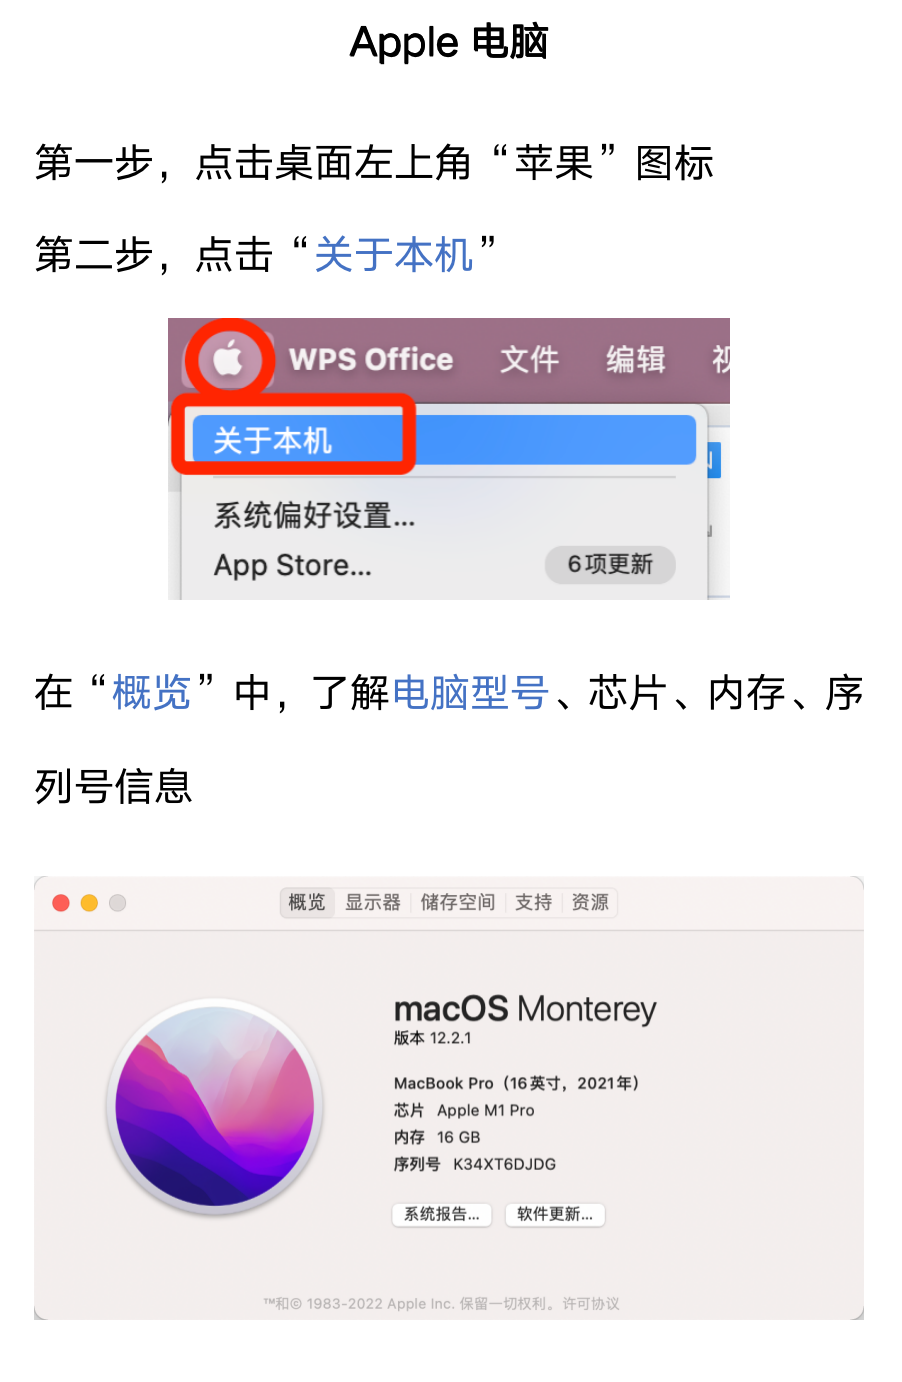 Apple 电脑
第一步，点击桌面左上角“苹果”图标
第二步，点击“关于本机”
WPS Office 文件 编辑
关于本机
系统偏好设置...
App Store... 6项更新
在“概览”中，了解电脑型号、芯片、内存、序
列号信息
概览 显示器 储存空间 支持 资源
macOS Monterey
版本 12.2.1
MacBook Pro（16英寸，2021年）
芯片 Apple M1 Pro
内存 16 GB
序列号 K34XT6DJDG
系统报告... 软件更新...
™和© 1983-2022 Apple Inc. 保留一切权利。许可协议